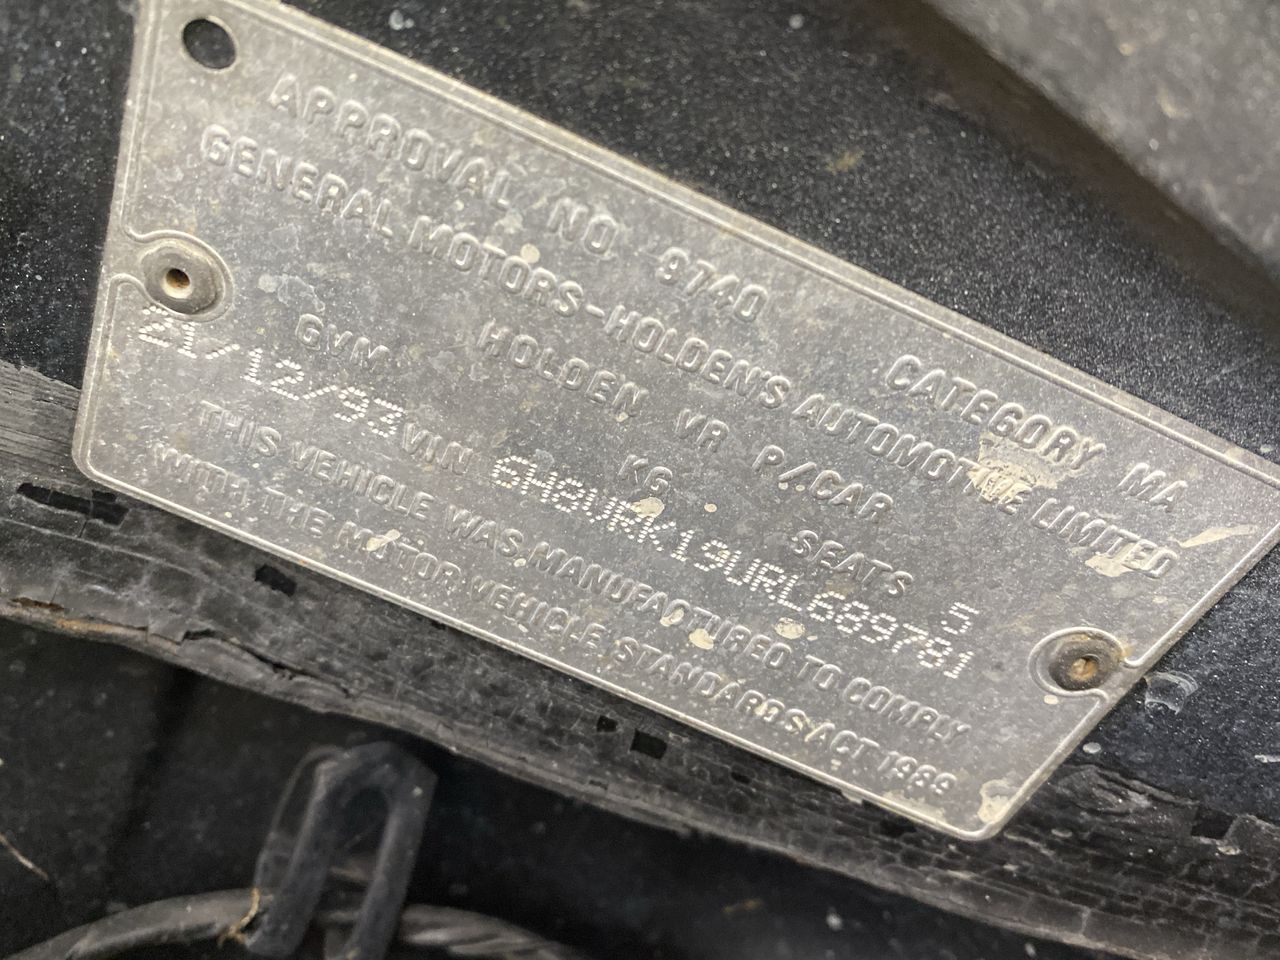 APPROVAL NO 9740 CATEGORY MA
GENERAL MOTORS-HOLDEN'S AUTOMOTIVE LIMITED
HOLDEN VR P/CAR
GVM KG SEATS 5
21/12/93 VIN 6H8VRK19URL689781
THIS VEHICLE WAS MANUFACTURED TO COMPLY
WITH THE MOTOR VEHICLE STANDARDS ACT 1989